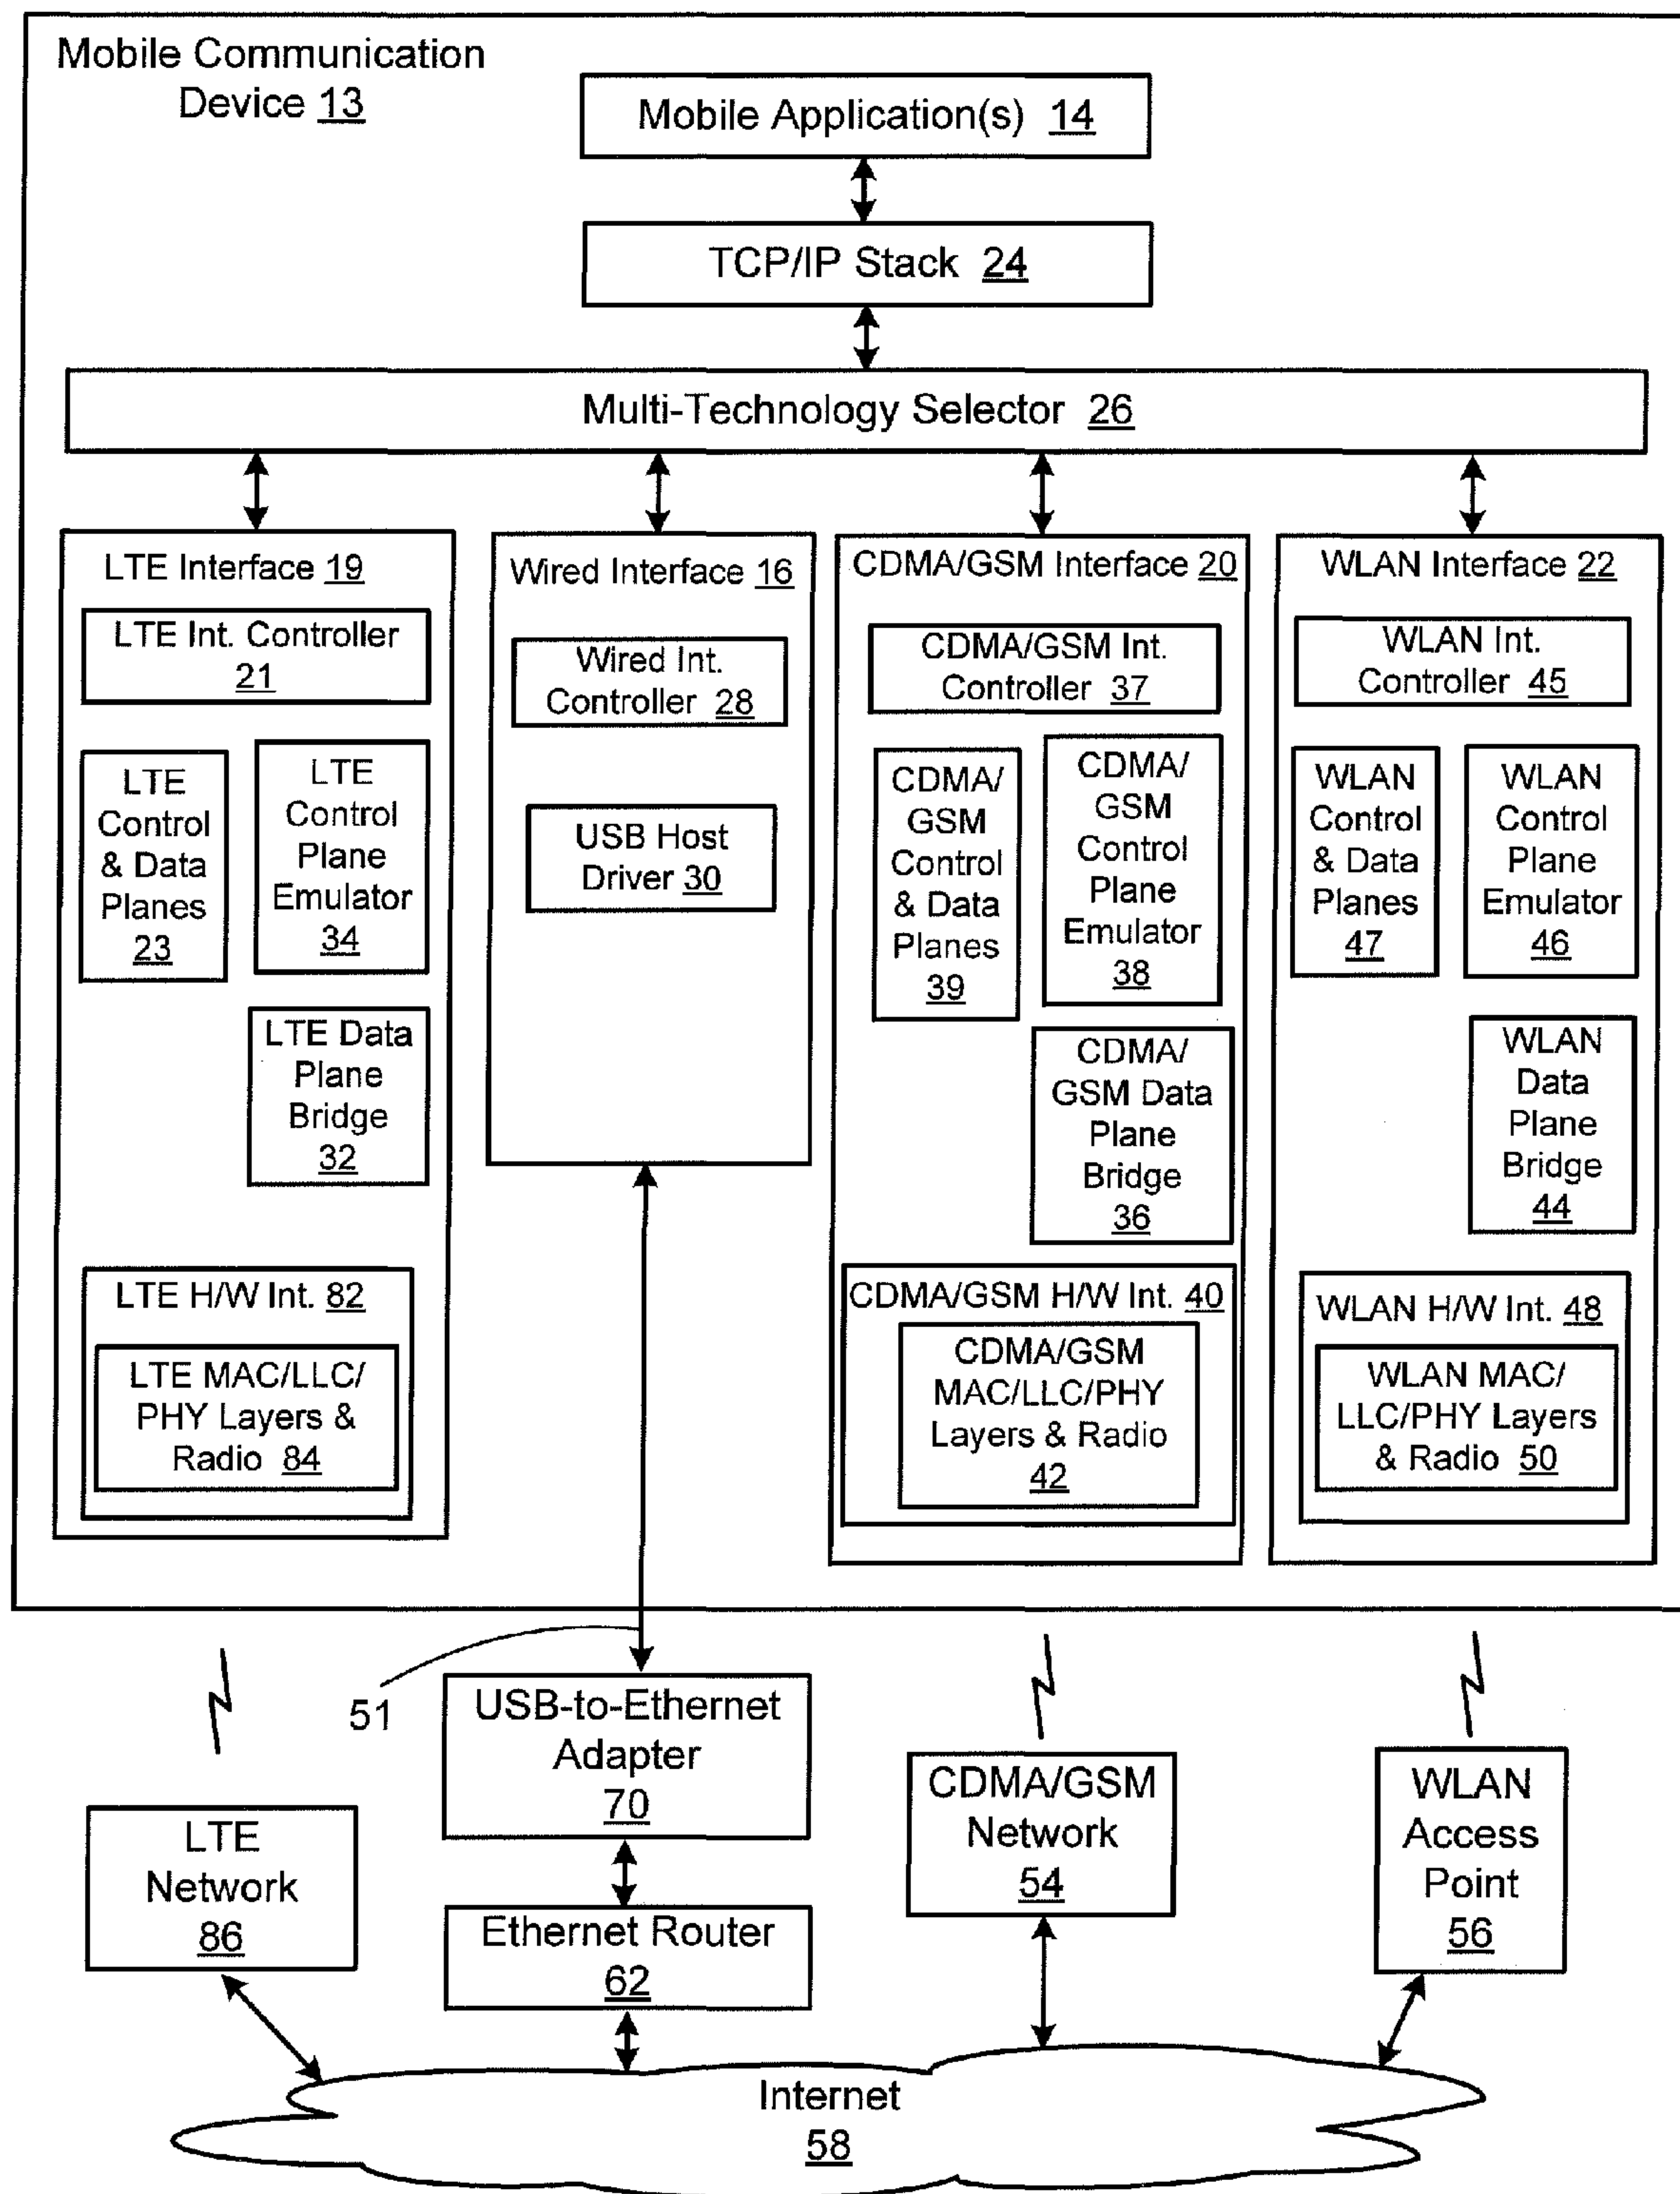 Mobile Communication
Device 13
Mobile Application(s) 14
TCP/IP Stack 24
Multi-Technology Selector 26
LTE Interface 19
LTE Int. Controller
21
LTE
Control
& Data
Planes
23
LTE
Control
Plane
Emulator
34
LTE Data
Plane
Bridge
32
LTE H/W Int. 82
LTE MAC/LLC/
PHY Layers &
Radio 84
Wired Interface 16
Wired Int.
Controller 28
USB Host
Driver 30
CDMA/GSM Interface 20
CDMA/GSM Int.
Controller 37
CDMA/
GSM
Control
& Data
Planes
39
CDMA/
GSM
Control
Plane
Emulator
38
CDMA/
GSM Data
Plane
Bridge
36
CDMA/GSM H/W Int. 40
CDMA/GSM
MAC/LLC/PHY
Layers & Radio
42
WLAN Interface 22
WLAN Int.
Controller 45
WLAN
Control
& Data
Planes
47
WLAN
Control
Plane
Emulator
46
WLAN
Data
Plane
Bridge
44
WLAN H/W Int. 48
WLAN MAC/
LLC/PHY Layers
& Radio 50
51
LTE
Network
86
USB-to-Ethernet
Adapter
70
Ethernet Router
62
CDMA/GSM
Network
54
WLAN
Access
Point
56
Internet
58